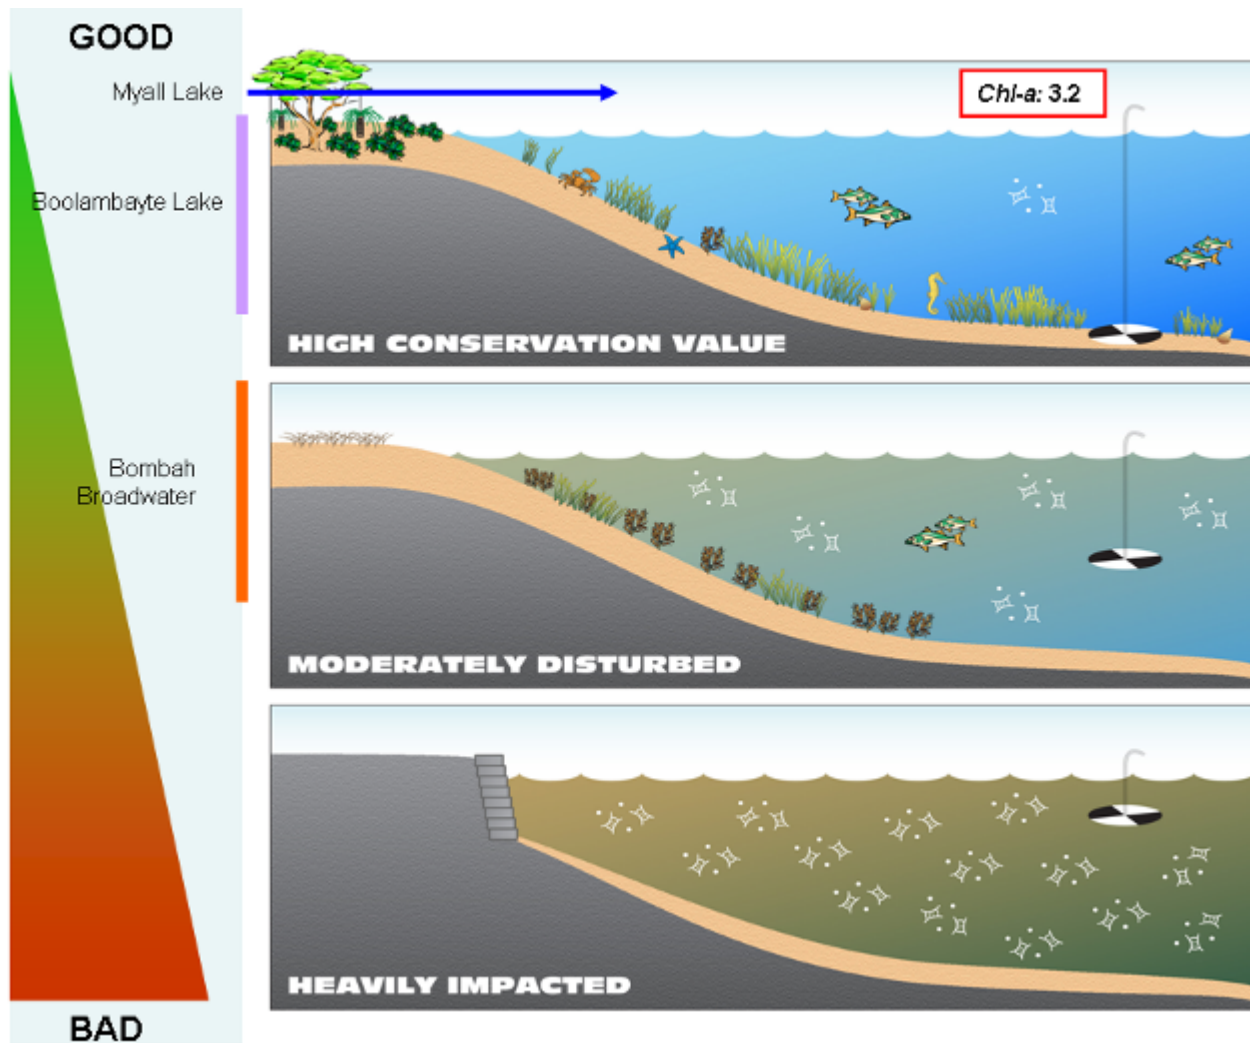 GOOD
Myall Lake
Chl-a: 3.2
Boolambayte Lake
HIGH CONSERVATION VALUE
Bombah
Broadwater
MODERATELY DISTURBED
HEAVILY IMPACTED
BAD